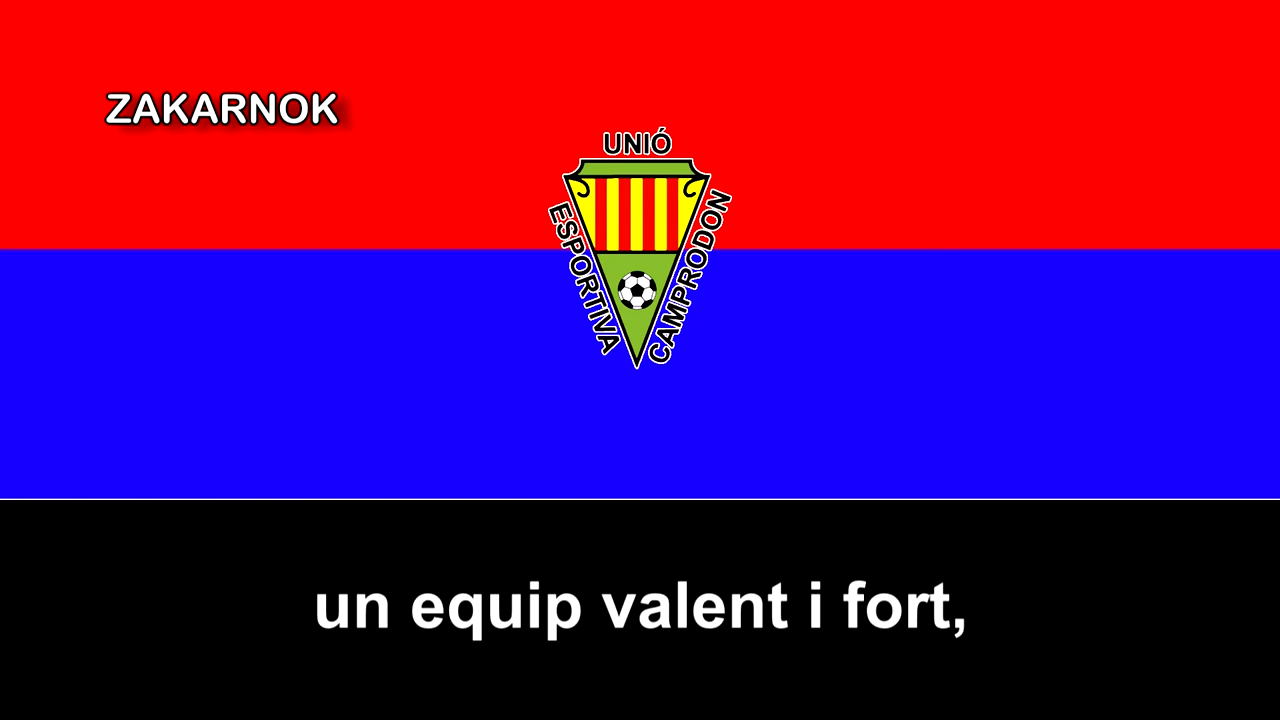 ZAKARNOK
UNIÓ
ESPORTIVA
CAMPRODON
un equip valent i fort,